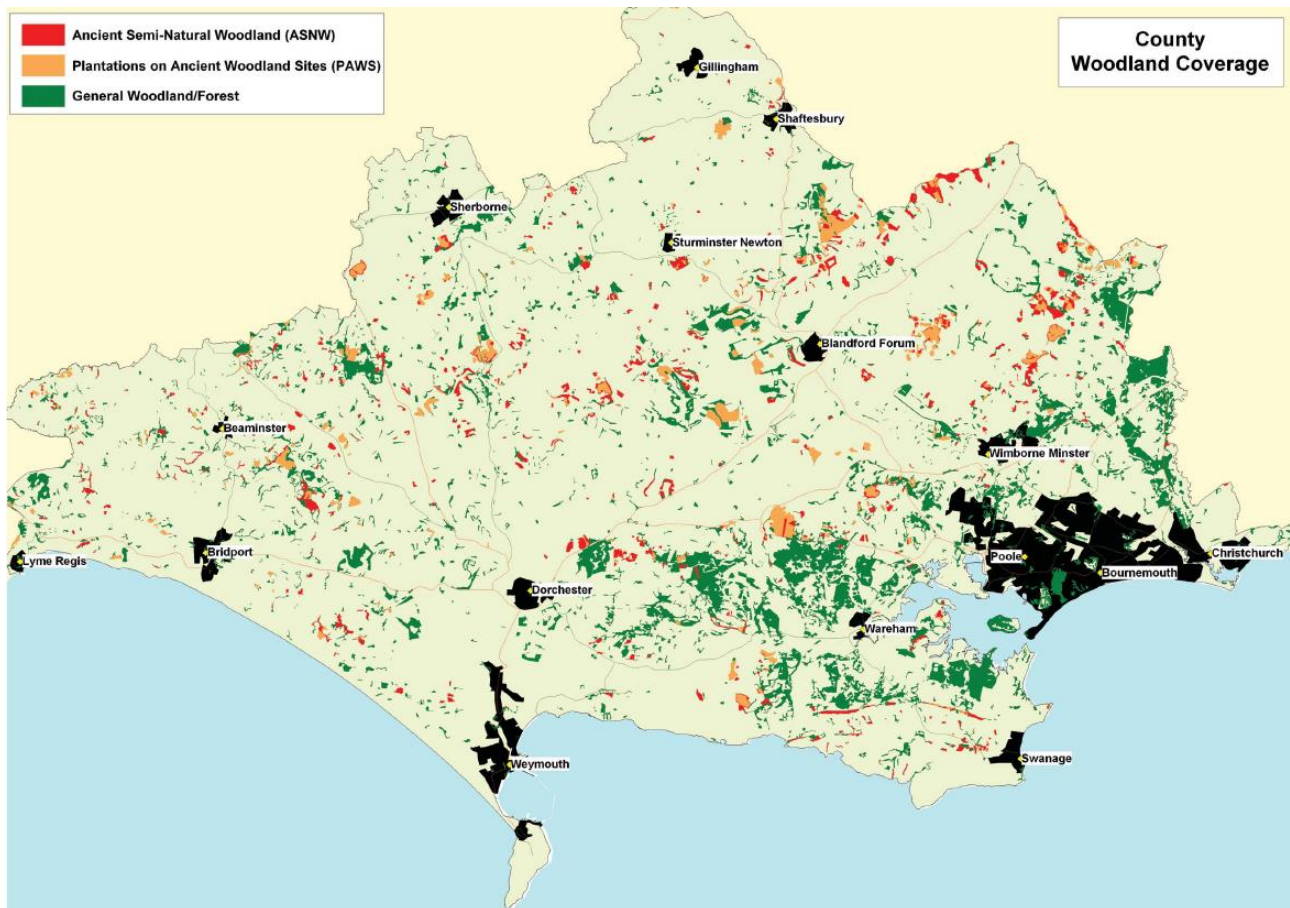 Ancient Semi-Natural Woodland (ASNW)
Plantations on Ancient Woodland Sites (PAWS)
General Woodland/Forest
County
Woodland Coverage
Gillingham
Shaftesbury
Sherborne
Sturminster Newton
Blandford Forum
Beaminster
Wimborne Minster
Lyme Regis
Bridport
Poole
Christchurch
Bournemouth
Dorchester
Wareham
Weymouth
Swanage